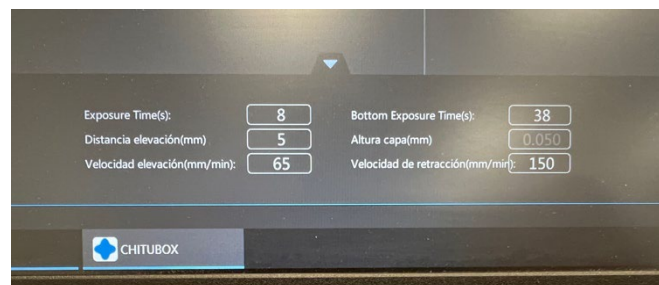 Exposure Time(s): 8 Bottom Exposure Time(s): 38
Distancia elevación(mm) 5 Altura capa(mm) 0.050
Velocidad elevación(mm/min): 65 Velocidad de retracción(mm/min): 150
CHITUBOX